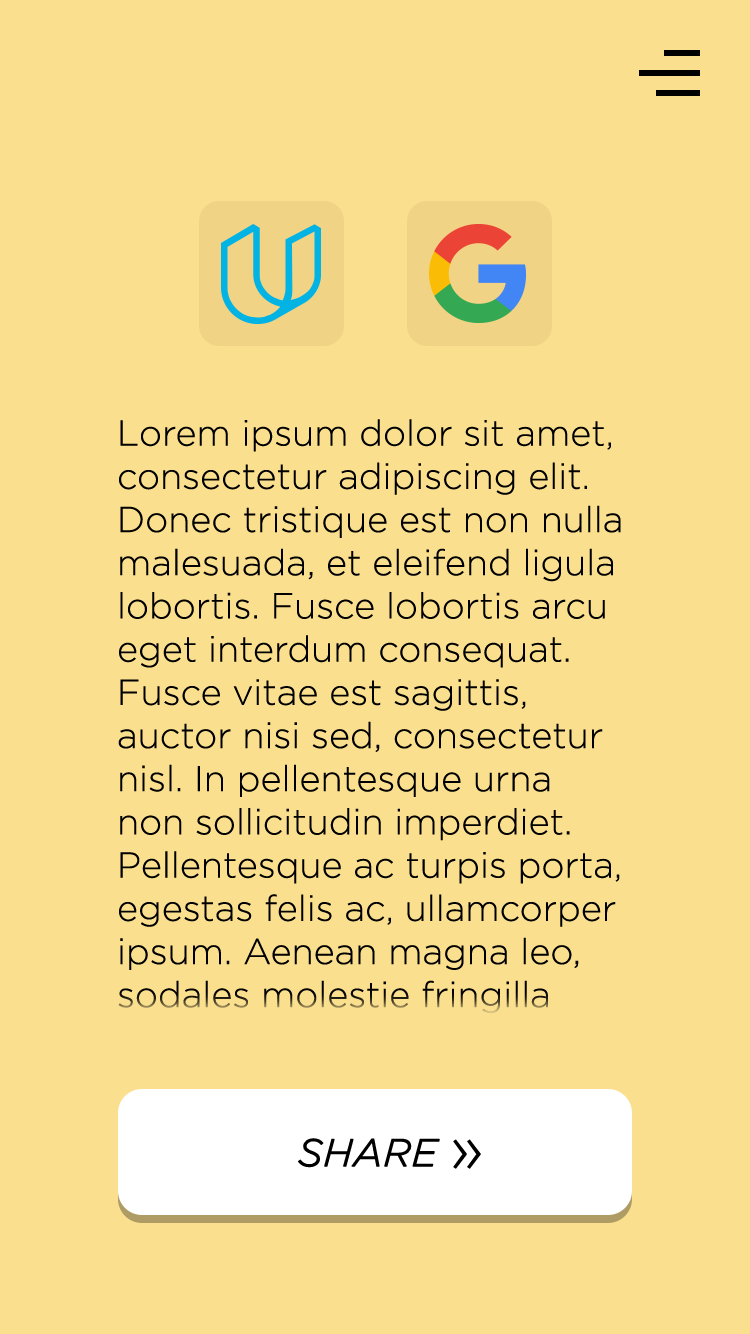 Lorem ipsum dolor sit amet,
consectetur adipiscing elit.
Donec tristique est non nulla
malesuada, et eleifend ligula
lobortis. Fusce lobortis arcu
eget interdum consequat.
Fusce vitae est sagittis,
auctor nisi sed, consectetur
nisl. In pellentesque urna
non sollicitudin imperdiet.
Pellentesque ac turpis porta,
egestas felis ac, ullamcorper
ipsum. Aenean magna leo,
sodales molestie fringilla
SHARE »